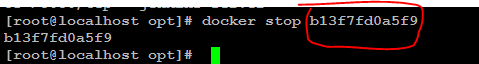 [root@localhost opt]# docker stop b13f7fd0a5f9
b13f7fd0a5f9
[root@localhost opt]#